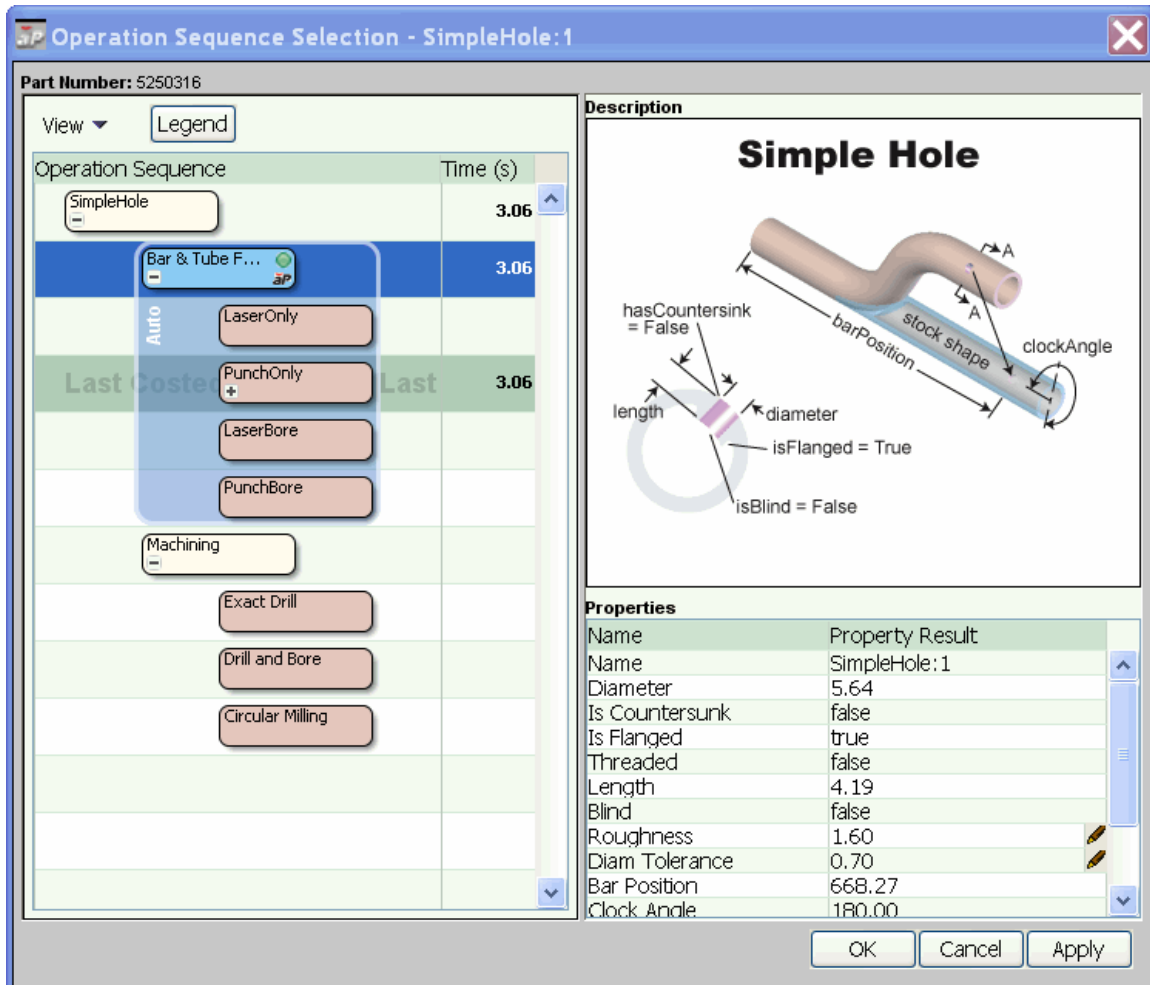 aP Operation Sequence Selection - SimpleHole:1
Part Number: 5250316
View
Legend
Operation Sequence Time (s)
SimpleHole 3.06
Bar & Tube F... 3.06
aP
Auto
LaserOnly
Last Costed Last
PunchOnly 3.06
LaserBore
PunchBore
Machining
Exact Drill
Drill and Bore
Circular Milling
Description
Simple Hole
A
A
hasCountersink
= False
barPosition
stock shape
clockAngle
length
diameter
isFlanged = True
isBlind = False
Properties
Name Property Result
Name SimpleHole:1
Diameter 5.64
Is Countersunk false
Is Flanged true
Threaded false
Length 4.19
Blind false
Roughness 1.60
Diam Tolerance 0.70
Bar Position 668.27
Clock Angle 180.00
OK Cancel Apply